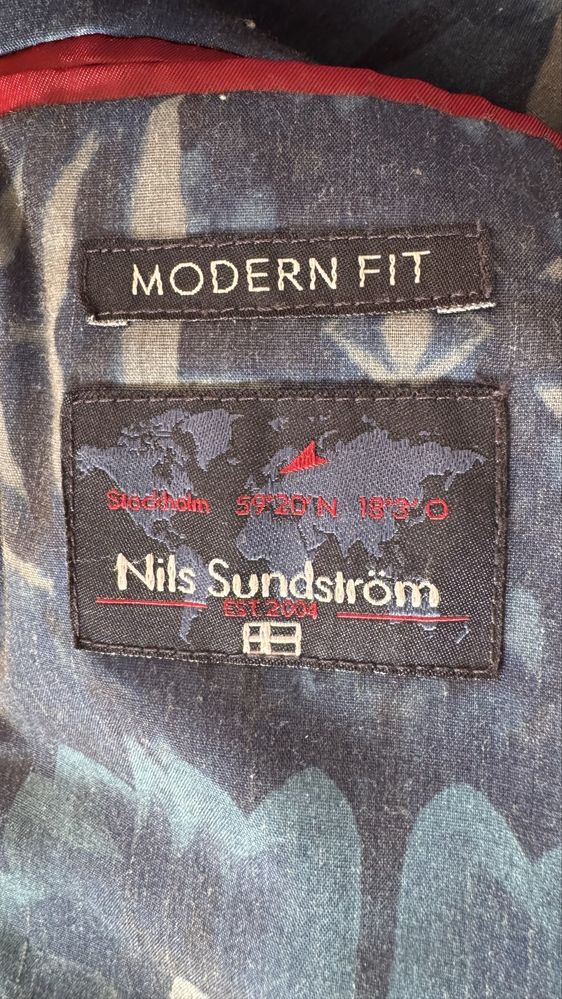 MODERN FIT
Stockholm 59°20'N 18°3'O
Nils Sundström
EST. 2004